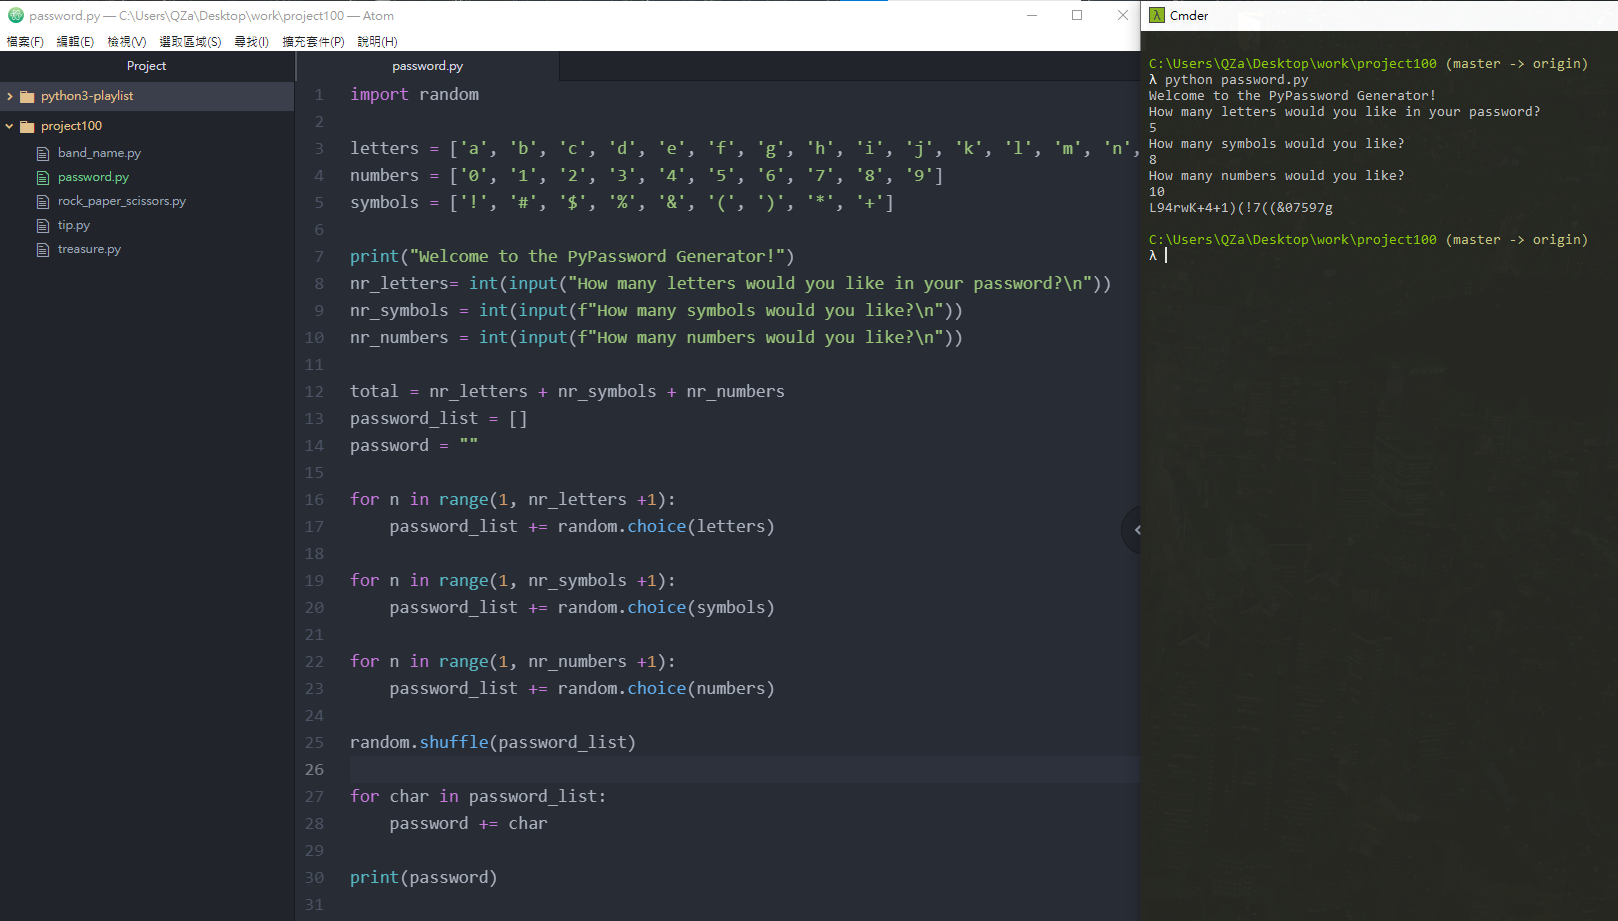 password.py — C:\Users\QZa\Desktop\work\project100 — Atom
檔案(F) 編輯(E) 檢視(V) 選取區域(S) 尋找(I) 擴充套件(P) 說明(H)
Project
python3-playlist
project100
band_name.py
password.py
rock_paper_scissors.py
tip.py
treasure.py
password.py
1 import random
2
3 letters = ['a', 'b', 'c', 'd', 'e', 'f', 'g', 'h', 'i', 'j', 'k', 'l', 'm', 'n',
4 numbers = ['0', '1', '2', '3', '4', '5', '6', '7', '8', '9']
5 symbols = ['!', '#', '$', '%', '&', '(', ')', '*', '+']
6
7 print("Welcome to the PyPassword Generator!")
8 nr_letters= int(input("How many letters would you like in your password?\n"))
9 nr_symbols = int(input(f"How many symbols would you like?\n"))
10 nr_numbers = int(input(f"How many numbers would you like?\n"))
11
12 total = nr_letters + nr_symbols + nr_numbers
13 password_list = []
14 password = ""
15
16 for n in range(1, nr_letters +1):
17     password_list += random.choice(letters)
18
19 for n in range(1, nr_symbols +1):
20     password_list += random.choice(symbols)
21
22 for n in range(1, nr_numbers +1):
23     password_list += random.choice(numbers)
24
25 random.shuffle(password_list)
26
27 for char in password_list:
28     password += char
29
30 print(password)
31
λ Cmder
C:\Users\QZa\Desktop\work\project100 (master -> origin)
λ python password.py
Welcome to the PyPassword Generator!
How many letters would you like in your password?
5
How many symbols would you like?
8
How many numbers would you like?
10
L94rwK+4+1)(!7((&07597g
C:\Users\QZa\Desktop\work\project100 (master -> origin)
λ